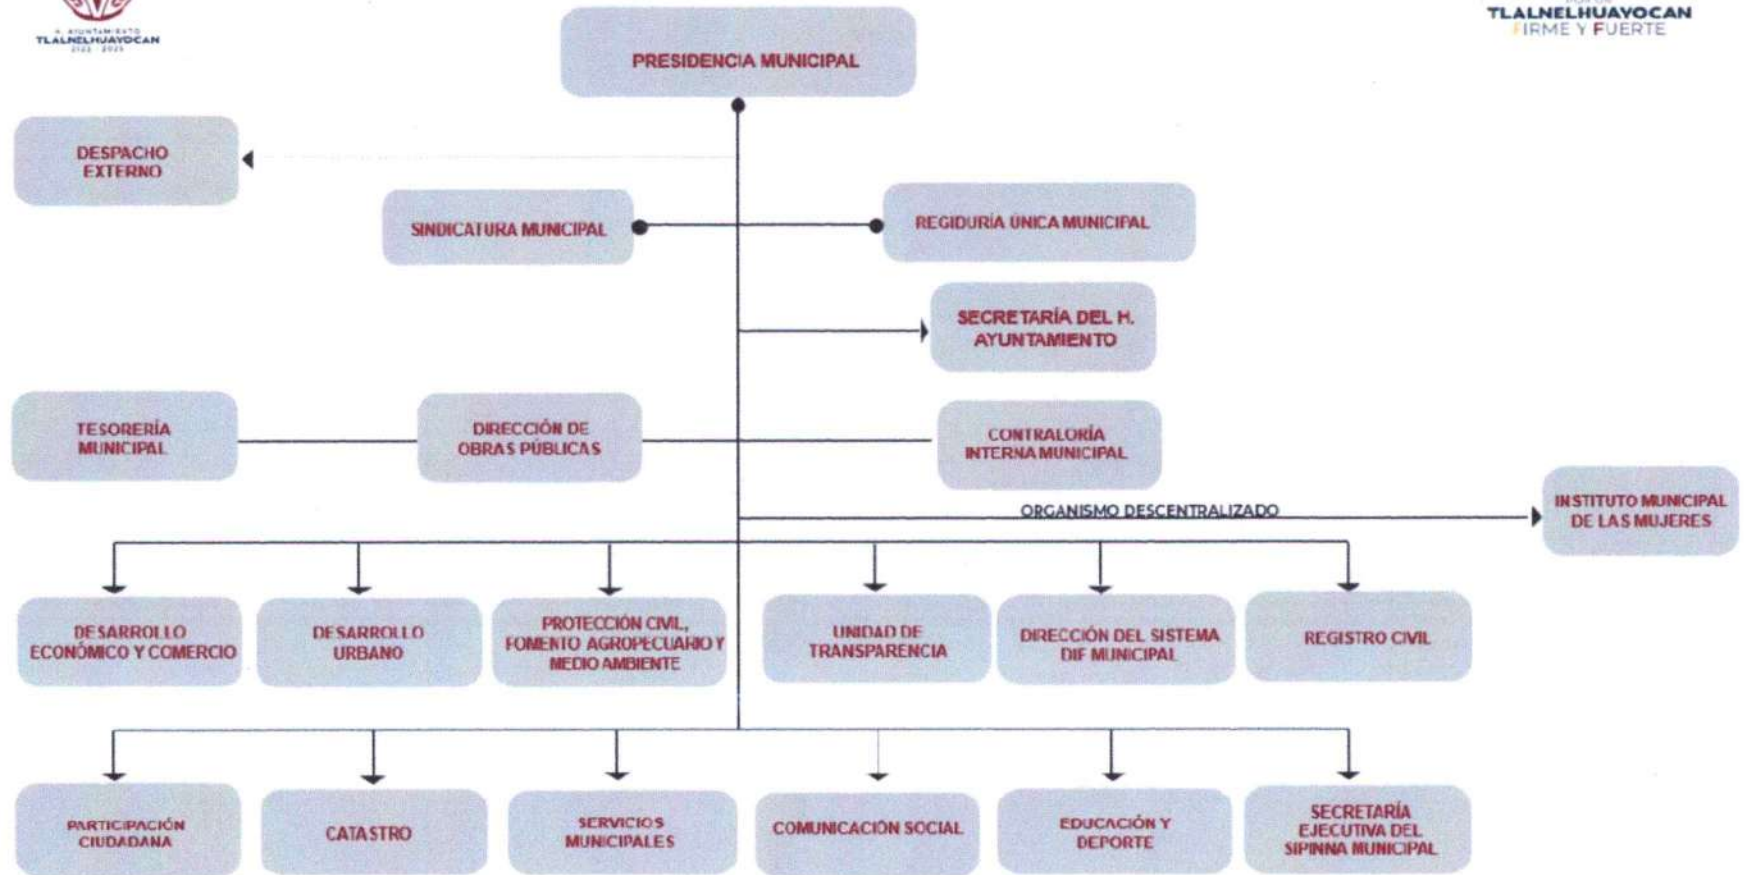 H. AYUNTAMIENTO
TLALNELHUAYOCAN
2022 - 2025
TLALNELHUAYOCAN
FIRME Y FUERTE
PRESIDENCIA MUNICIPAL
DESPACHO
EXTERNO
SINDICATURA MUNICIPAL
REGIDURÍA ÚNICA MUNICIPAL
SECRETARÍA DEL H.
AYUNTAMIENTO
TESORERÍA
MUNICIPAL
DIRECCIÓN DE
OBRAS PÚBLICAS
CONTRALORÍA
INTERNA MUNICIPAL
ORGANISMO DESCENTRALIZADO
INSTITUTO MUNICIPAL
DE LAS MUJERES
DESARROLLO
ECONÓMICO Y COMERCIO
DESARROLLO
URBANO
PROTECCIÓN CIVIL,
FOMENTO AGROPECUARIO Y
MEDIO AMBIENTE
UNIDAD DE
TRANSPARENCIA
DIRECCIÓN DEL SISTEMA
DIF MUNICIPAL
REGISTRO CIVIL
PARTICIPACIÓN
CIUDADANA
CATASTRO
SERVICIOS
MUNICIPALES
COMUNICACIÓN SOCIAL
EDUCACIÓN Y
DEPORTE
SECRETARÍA
EJECUTIVA DEL
SIPINNA MUNICIPAL